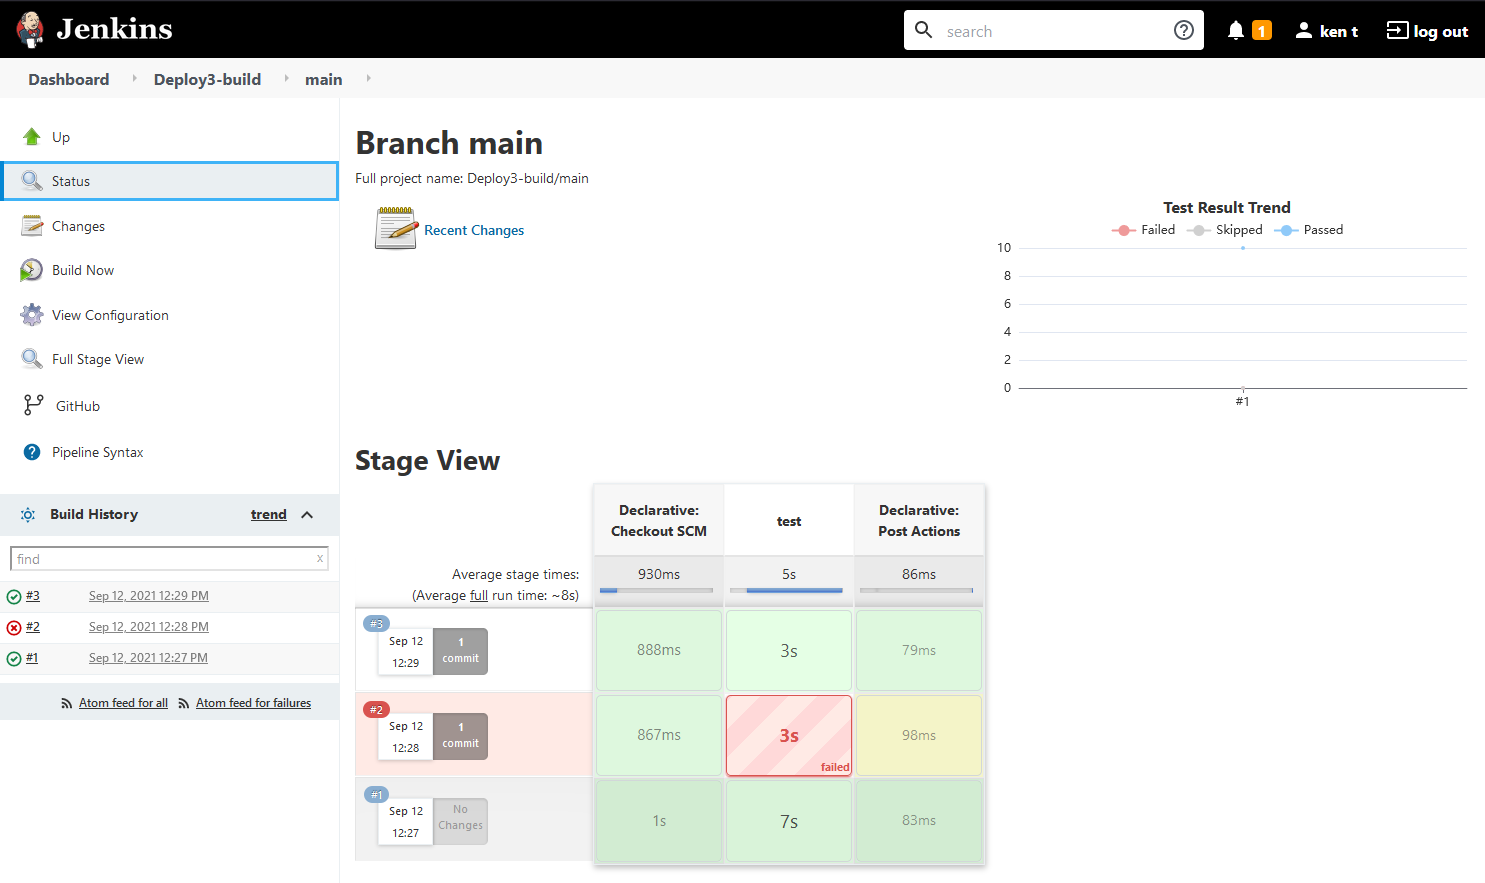 Jenkins
search
1
ken t
log out
Dashboard
Deploy3-build
main
Up
Status
Changes
Build Now
View Configuration
Full Stage View
GitHub
Pipeline Syntax
Build History
trend
find
x
#3 Sep 12, 2021 12:29 PM
#2 Sep 12, 2021 12:28 PM
#1 Sep 12, 2021 12:27 PM
Atom feed for all
Atom feed for failures
Branch main
Full project name: Deploy3-build/main
Recent Changes
Test Result Trend
Failed Skipped Passed
10
8
6
4
2
0
#1
Stage View
Declarative:
Checkout SCM
test
Declarative:
Post Actions
Average stage times:
(Average full run time: ~8s)
930ms
5s
86ms
#3
Sep 12
12:29
1
commit
888ms
3s
79ms
#2
Sep 12
12:28
1
commit
867ms
3s
failed
98ms
#1
Sep 12
12:27
No
Changes
1s
7s
83ms